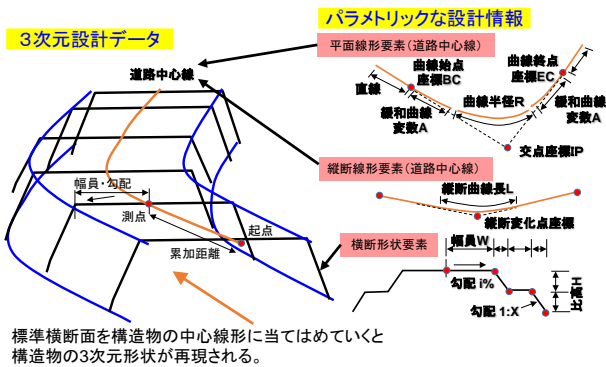 ３次元設計データ
パラメトリックな設計情報
道路中心線
平面線形要素（道路中心線）
曲線始点
座標BC
曲線終点
座標EC
直線
曲線半径R
緩和曲線
変数A
緩和曲線
変数A
交点座標IP
縦断線形要素（道路中心線）
縦断曲線長L
縦断変化点座標
幅員・勾配
測点
起点
累加距離
横断形状要素
幅員W
勾配 i%
勾配 1:X
比高H
標準横断面を構造物の中心線形に当てはめていくと
構造物の3次元形状が再現される。